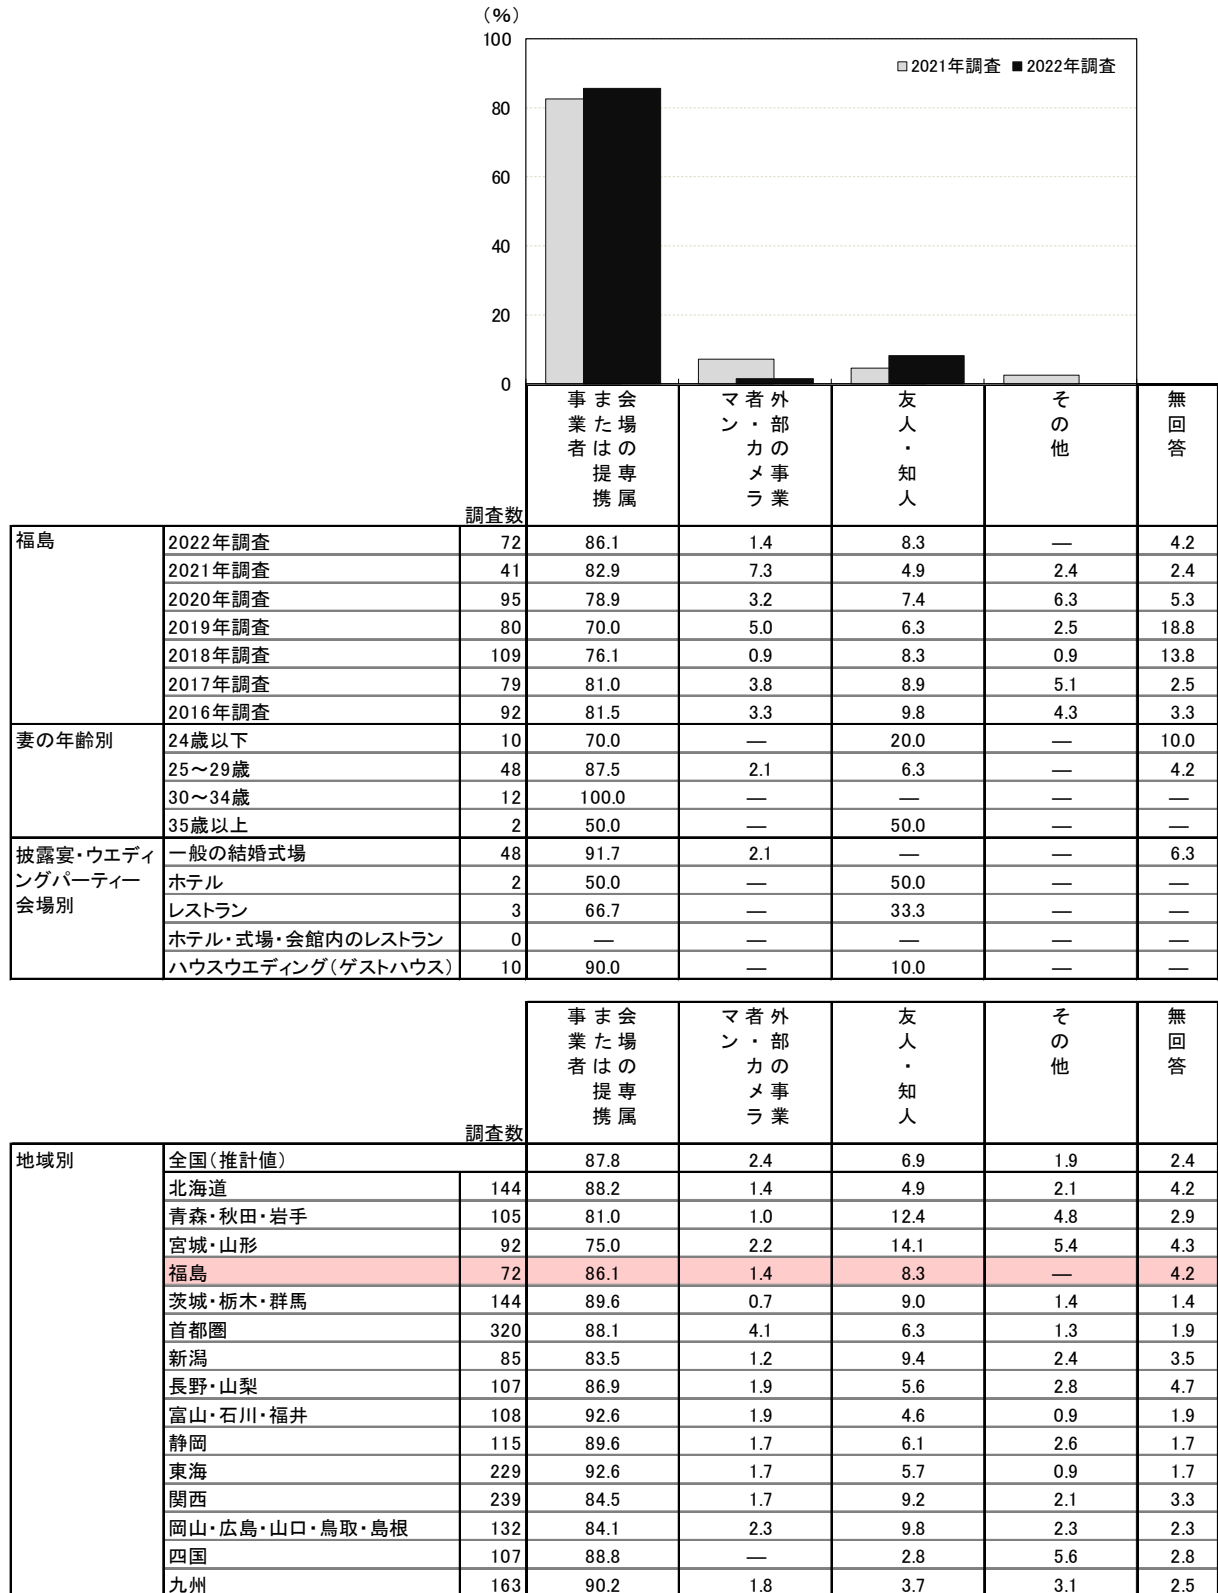 (%)
100
□2021年調査 ■2022年調査
80
60
40
20
0
調査数 会場の専属または提携事業者 外部の事業者・カメラマン 友人・知人 その他 無回答
福島 2022年調査 72 86.1 1.4 8.3 — 4.2
2021年調査 41 82.9 7.3 4.9 2.4 2.4
2020年調査 95 78.9 3.2 7.4 6.3 5.3
2019年調査 80 70.0 5.0 6.3 2.5 18.8
2018年調査 109 76.1 0.9 8.3 0.9 13.8
2017年調査 79 81.0 3.8 8.9 5.1 2.5
2016年調査 92 81.5 3.3 9.8 4.3 3.3
妻の年齢別 24歳以下 10 70.0 — 20.0 — 10.0
25～29歳 48 87.5 2.1 6.3 — 4.2
30～34歳 12 100.0 — — — —
35歳以上 2 50.0 — 50.0 — —
披露宴・ウエディングパーティー会場別 一般の結婚式場 48 91.7 2.1 — — 6.3
ホテル 2 50.0 — 50.0 — —
レストラン 3 66.7 — 33.3 — —
ホテル・式場・会館内のレストラン 0 — — — — —
ハウスウエディング(ゲストハウス) 10 90.0 — 10.0 — —
調査数 会場の専属または提携事業者 外部の事業者・カメラマン 友人・知人 その他 無回答
地域別 全国(推計値) 87.8 2.4 6.9 1.9 2.4
北海道 144 88.2 1.4 4.9 2.1 4.2
青森・秋田・岩手 105 81.0 1.0 12.4 4.8 2.9
宮城・山形 92 75.0 2.2 14.1 5.4 4.3
福島 72 86.1 1.4 8.3 — 4.2
茨城・栃木・群馬 144 89.6 0.7 9.0 1.4 1.4
首都圏 320 88.1 4.1 6.3 1.3 1.9
新潟 85 83.5 1.2 9.4 2.4 3.5
長野・山梨 107 86.9 1.9 5.6 2.8 4.7
富山・石川・福井 108 92.6 1.9 4.6 0.9 1.9
静岡 115 89.6 1.7 6.1 2.6 1.7
東海 229 92.6 1.7 5.7 0.9 1.7
関西 239 84.5 1.7 9.2 2.1 3.3
岡山・広島・山口・鳥取・島根 132 84.1 2.3 9.8 2.3 2.3
四国 107 88.8 — 2.8 5.6 2.8
九州 163 90.2 1.8 3.7 3.1 2.5